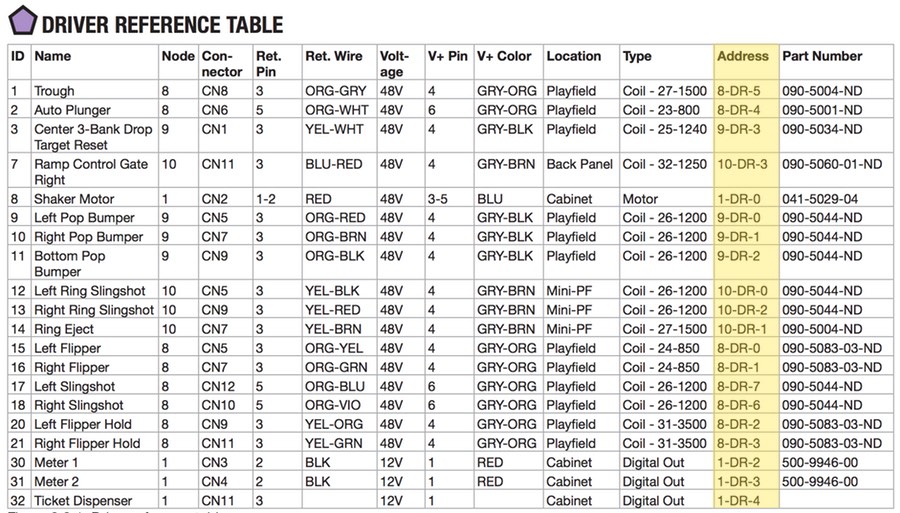 DRIVER REFERENCE TABLE
ID Name Node Con-nector Ret. Pin Ret. Wire Volt-age V+ Pin V+ Color Location Type Address Part Number
1 Trough 8 CN8 3 ORG-GRY 48V 4 GRY-ORG Playfield Coil - 27-1500 8-DR-5 090-5004-ND
2 Auto Plunger 8 CN6 5 ORG-WHT 48V 6 GRY-ORG Playfield Coil - 23-800 8-DR-4 090-5001-ND
3 Center 3-Bank Drop Target Reset 9 CN1 3 YEL-WHT 48V 4 GRY-BLK Playfield Coil - 25-1240 9-DR-3 090-5034-ND
7 Ramp Control Gate Right 10 CN11 3 BLU-RED 48V 4 GRY-BRN Back Panel Coil - 32-1250 10-DR-3 090-5060-01-ND
8 Shaker Motor 1 CN2 1-2 RED 48V 3-5 BLU Cabinet Motor 1-DR-0 041-5029-04
9 Left Pop Bumper 9 CN5 3 ORG-RED 48V 4 GRY-BLK Playfield Coil - 26-1200 9-DR-0 090-5044-ND
10 Right Pop Bumper 9 CN7 3 ORG-BRN 48V 4 GRY-BLK Playfield Coil - 26-1200 9-DR-1 090-5044-ND
11 Bottom Pop Bumper 9 CN9 3 ORG-BLK 48V 4 GRY-BLK Playfield Coil - 26-1200 9-DR-2 090-5044-ND
12 Left Ring Slingshot 10 CN5 3 YEL-BLK 48V 4 GRY-BRN Mini-PF Coil - 26-1200 10-DR-0 090-5044-ND
13 Right Ring Slingshot 10 CN9 3 YEL-RED 48V 4 GRY-BRN Mini-PF Coil - 26-1200 10-DR-2 090-5044-ND
14 Ring Eject 10 CN7 3 YEL-BRN 48V 4 GRY-BRN Mini-PF Coil - 27-1500 10-DR-1 090-5004-ND
15 Left Flipper 8 CN5 3 ORG-YEL 48V 4 GRY-ORG Playfield Coil - 24-850 8-DR-0 090-5083-03-ND
16 Right Flipper 8 CN7 3 ORG-GRN 48V 4 GRY-ORG Playfield Coil - 24-850 8-DR-1 090-5083-03-ND
17 Left Slingshot 8 CN12 5 ORG-BLU 48V 6 GRY-ORG Playfield Coil - 26-1200 8-DR-7 090-5044-ND
18 Right Slingshot 8 CN10 5 ORG-VIO 48V 6 GRY-ORG Playfield Coil - 26-1200 8-DR-6 090-5044-ND
20 Left Flipper Hold 8 CN9 3 YEL-ORG 48V 4 GRY-ORG Playfield Coil - 31-3500 8-DR-2 090-5083-03-ND
21 Right Flipper Hold 8 CN11 3 YEL-GRN 48V 4 GRY-ORG Playfield Coil - 31-3500 8-DR-3 090-5083-03-ND
30 Meter 1 1 CN3 2 BLK 12V 1 RED Cabinet Digital Out 1-DR-2 500-9946-00
31 Meter 2 1 CN4 2 BLK 12V 1 RED Cabinet Digital Out 1-DR-3 500-9946-00
32 Ticket Dispenser 1 CN11 3 12V 1 Cabinet Digital Out 1-DR-4